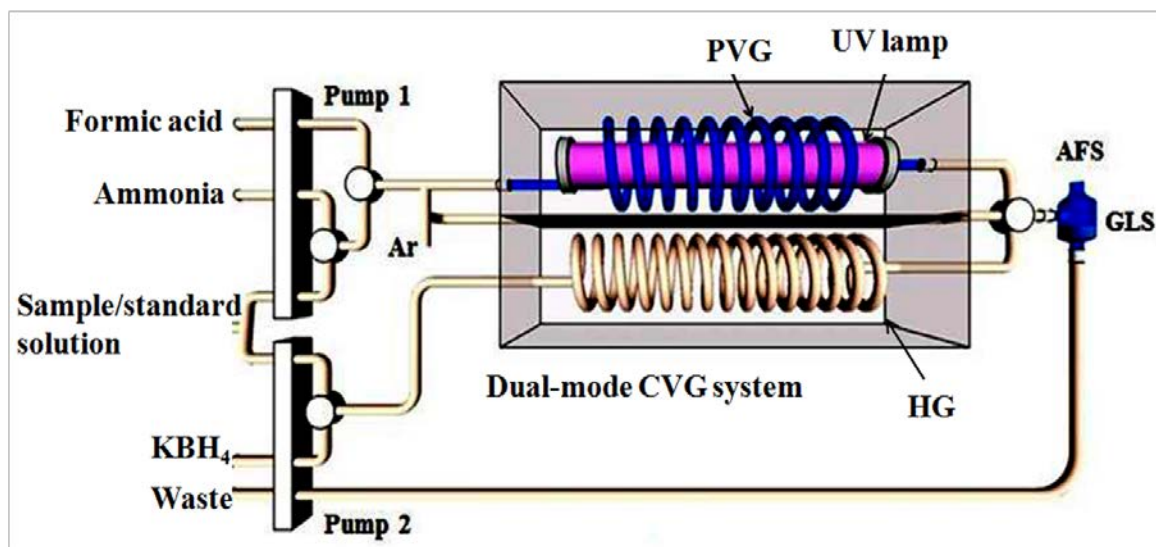 PVG
UV lamp
Pump 1
Formic acid
Ammonia
AFS
GLS
Ar
Sample/standard
solution
Dual-mode CVG system
HG
KBH₄
Waste
Pump 2